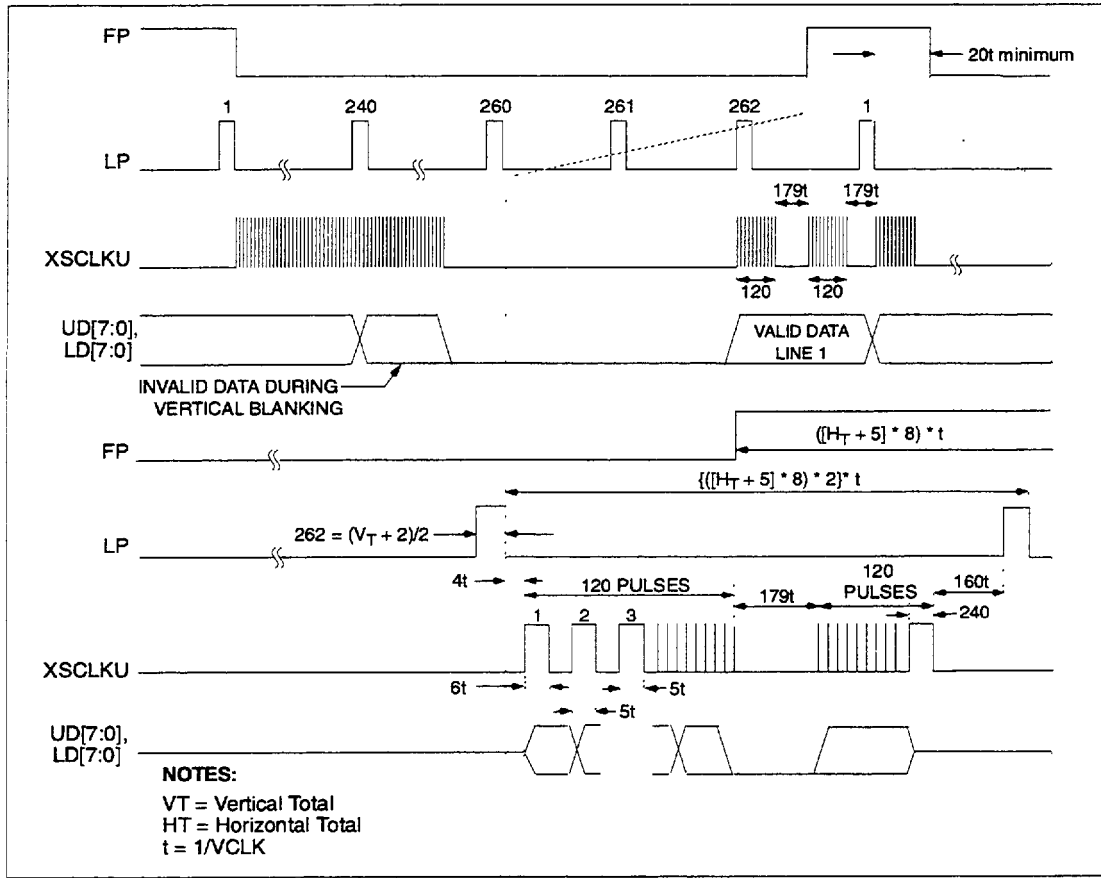 FP
20t minimum
1 240 260 261 262 1
LP
179t 179t
XSCLKU
120 120
UD[7:0],
LD[7:0]
VALID DATA
LINE 1
INVALID DATA DURING
VERTICAL BLANKING
FP
([HT + 5] * 8) * t
{([HT + 5] * 8) * 2}* t
LP
262 = (VT + 2)/2
4t
120 PULSES
179t
120
PULSES
160t
240
1 2 3
XSCLKU
6t
5t
5t
UD[7:0],
LD[7:0]
NOTES:
VT = Vertical Total
HT = Horizontal Total
t = 1/VCLK